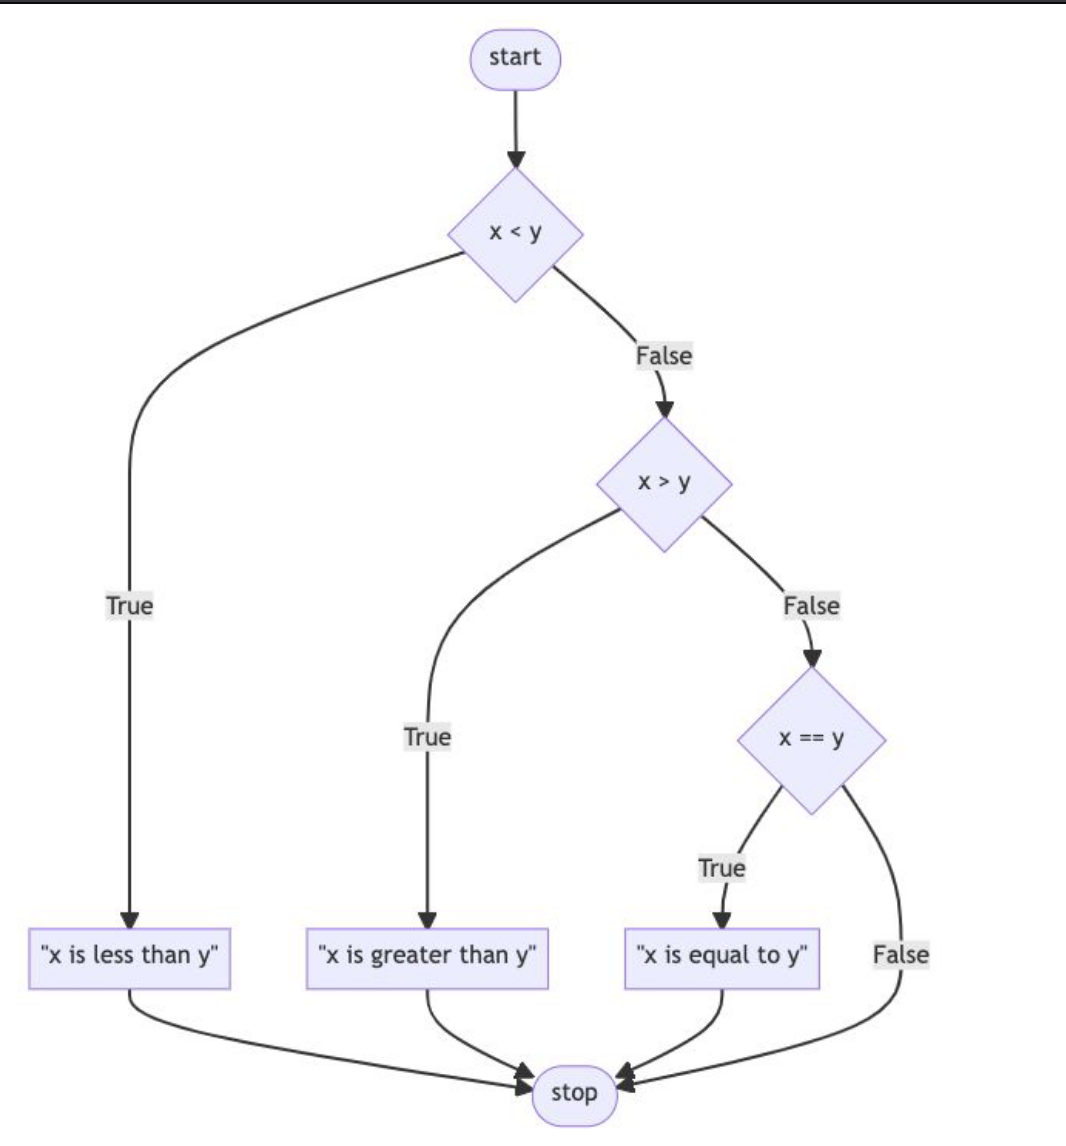 start
x < y
False
x > y
True
False
True
x == y
True
"x is less than y"
"x is greater than y"
"x is equal to y"
False
stop